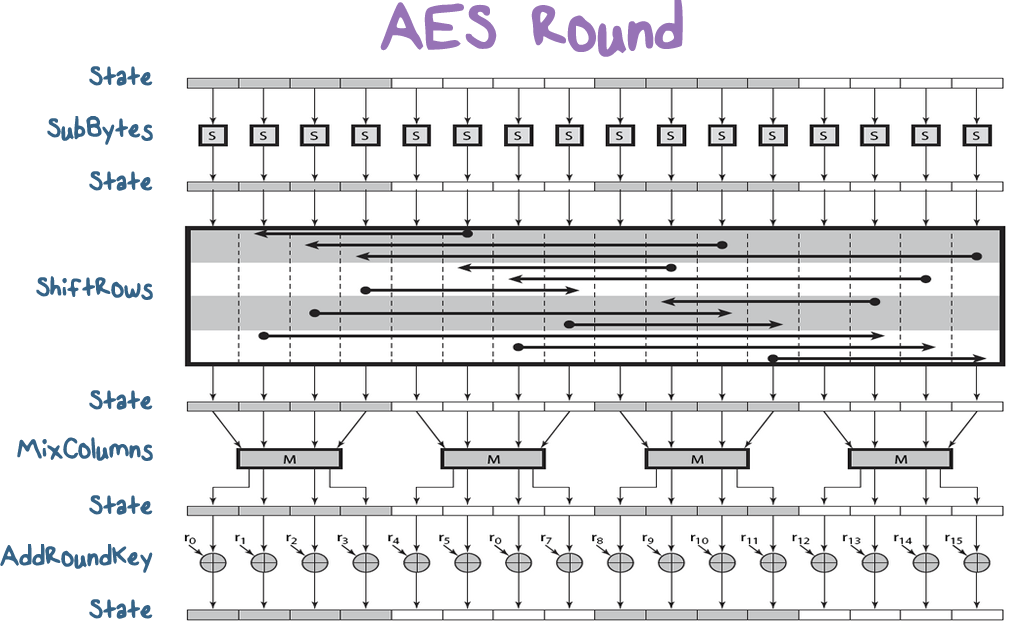 AES Round
State
SubBytes S S S S S S S S S S S S S S S S
State
ShiftRows
State
MixColumns M M M M
State
AddRoundKey r0 r1 r2 r3 r4 r5 r0 r7 r8 r9 r10 r11 r12 r13 r14 r15
State